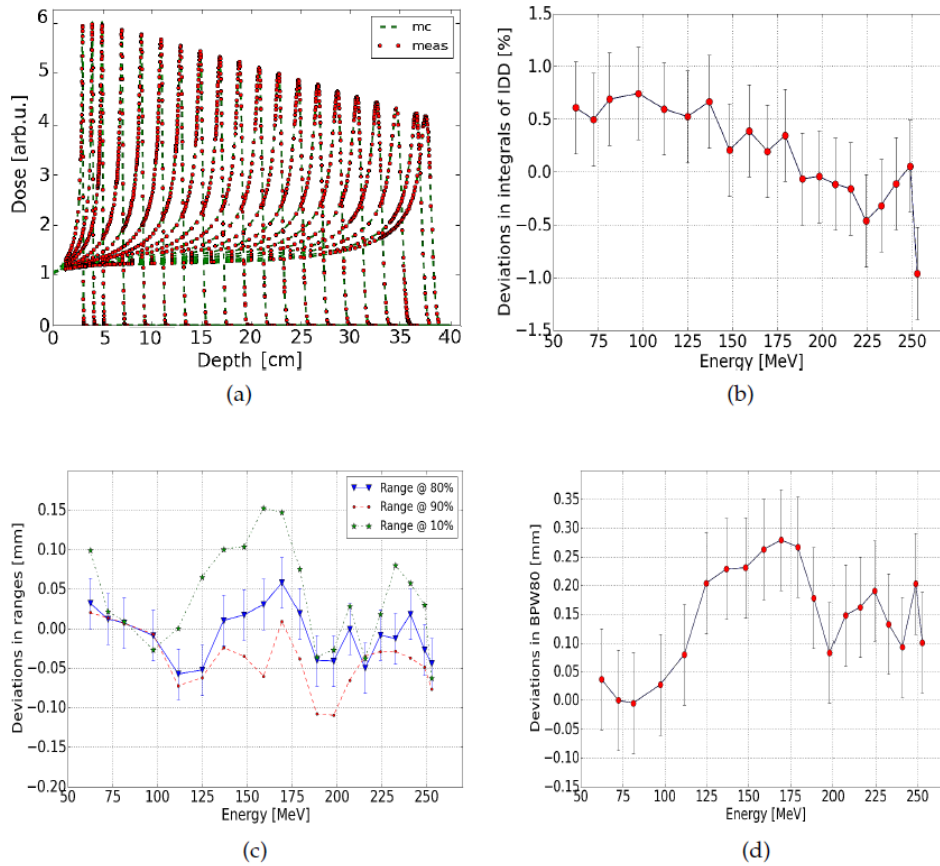 6
5
4
3
2
1
0
Dose [arb.u.]
mc
meas
0 5 10 15 20 25 30 35 40
Depth [cm]
(a)
1.0
0.5
0.0
−0.5
−1.0
−1.5
Deviations in integrals of IDD [%]
50 75 100 125 150 175 200 225 250
Energy [MeV]
(b)
0.15
0.10
0.05
0.00
−0.05
−0.10
−0.15
−0.20
Deviations in ranges [mm]
Range @ 80%
Range @ 90%
Range @ 10%
50 75 100 125 150 175 200 225 250
Energy [MeV]
(c)
0.35
0.30
0.25
0.20
0.15
0.10
0.05
0.00
−0.05
−0.10
−0.15
Deviations in BPW80 [mm]
50 75 100 125 150 175 200 225 250
Energy [MeV]
(d)